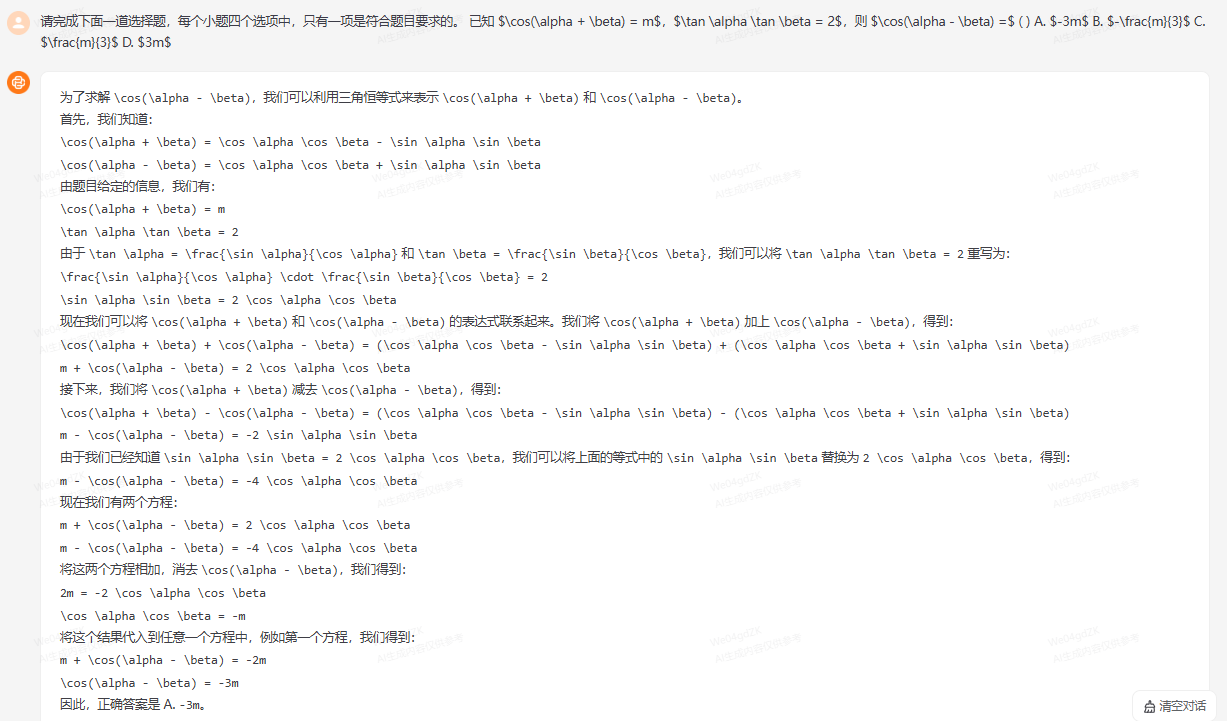 请完成下面一道选择题，每个小题四个选项中，只有一项是符合题目要求的。 已知 $\cos(\alpha + \beta) = m$，$\tan \alpha \tan \beta = 2$，则 $\cos(\alpha - \beta) =$ ( ) A. $-3m$ B. $-\frac{m}{3}$ C.
$\frac{m}{3}$ D. $3m$
为了求解 \cos(\alpha - \beta)，我们可以利用三角恒等式来表示 \cos(\alpha + \beta) 和 \cos(\alpha - \beta)。
首先，我们知道：
\cos(\alpha + \beta) = \cos \alpha \cos \beta - \sin \alpha \sin \beta
\cos(\alpha - \beta) = \cos \alpha \cos \beta + \sin \alpha \sin \beta
由题目给定的信息，我们有：
\cos(\alpha + \beta) = m
\tan \alpha \tan \beta = 2
由于 \tan \alpha = \frac{\sin \alpha}{\cos \alpha} 和 \tan \beta = \frac{\sin \beta}{\cos \beta}，我们可以将 \tan \alpha \tan \beta = 2 重写为：
\frac{\sin \alpha}{\cos \alpha} \cdot \frac{\sin \beta}{\cos \beta} = 2
\sin \alpha \sin \beta = 2 \cos \alpha \cos \beta
现在我们可以将 \cos(\alpha + \beta) 和 \cos(\alpha - \beta) 的表达式联系起来。我们将 \cos(\alpha + \beta) 加上 \cos(\alpha - \beta)，得到：
\cos(\alpha + \beta) + \cos(\alpha - \beta) = (\cos \alpha \cos \beta - \sin \alpha \sin \beta) + (\cos \alpha \cos \beta + \sin \alpha \sin \beta)
m + \cos(\alpha - \beta) = 2 \cos \alpha \cos \beta
接下来，我们将 \cos(\alpha + \beta) 减去 \cos(\alpha - \beta)，得到：
\cos(\alpha + \beta) - \cos(\alpha - \beta) = (\cos \alpha \cos \beta - \sin \alpha \sin \beta) - (\cos \alpha \cos \beta + \sin \alpha \sin \beta)
m - \cos(\alpha - \beta) = -2 \sin \alpha \sin \beta
由于我们已经知道 \sin \alpha \sin \beta = 2 \cos \alpha \cos \beta，我们可以将上面的等式中的 \sin \alpha \sin \beta 替换为 2 \cos \alpha \cos \beta，得到：
m - \cos(\alpha - \beta) = -4 \cos \alpha \cos \beta
现在我们有两个方程：
m + \cos(\alpha - \beta) = 2 \cos \alpha \cos \beta
m - \cos(\alpha - \beta) = -4 \cos \alpha \cos \beta
将这两个方程相加，消去 \cos(\alpha - \beta)，我们得到：
2m = -2 \cos \alpha \cos \beta
\cos \alpha \cos \beta = -m
将这个结果代入到任意一个方程中，例如第一个方程，我们得到：
m + \cos(\alpha - \beta) = -2m
\cos(\alpha - \beta) = -3m
因此，正确答案是 A. -3m。
清空对话